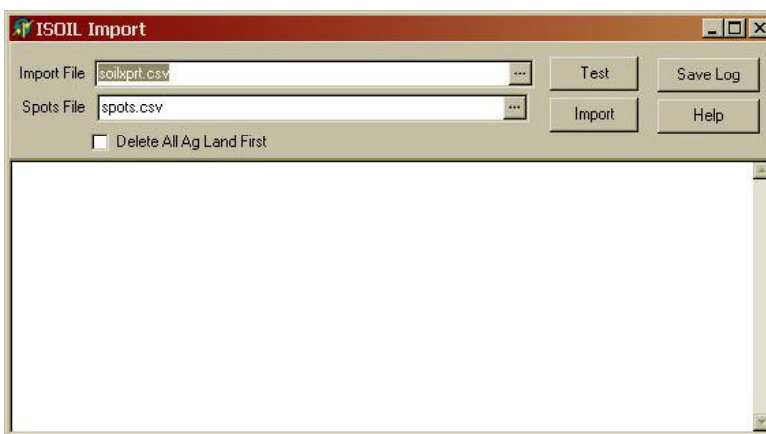 ISOIL Import
Import File soilxprt.csv ... Test Save Log
Spots File spots.csv ... Import Help
Delete All Ag Land First